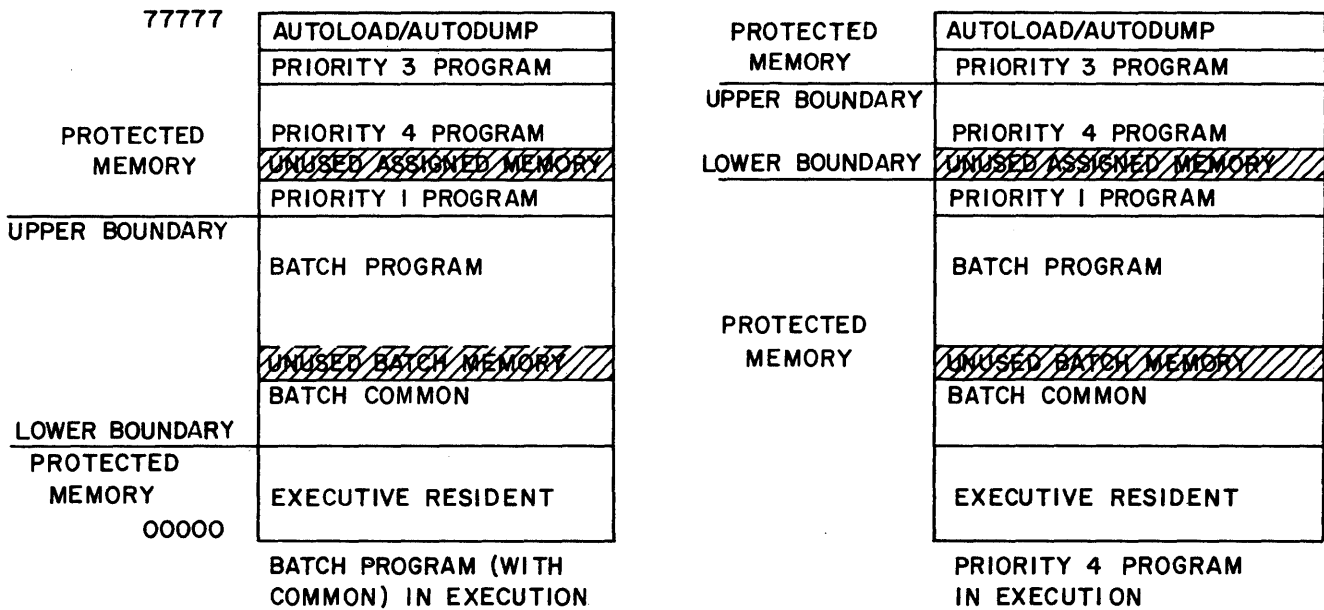 77777
AUTOLOAD/AUTODUMP
PRIORITY 3 PROGRAM
PROTECTED
MEMORY
PRIORITY 4 PROGRAM
UNUSED ASSIGNED MEMORY
PRIORITY 1 PROGRAM
UPPER BOUNDARY
BATCH PROGRAM
UNUSED BATCH MEMORY
BATCH COMMON
LOWER BOUNDARY
PROTECTED
MEMORY
EXECUTIVE RESIDENT
00000
BATCH PROGRAM (WITH
COMMON) IN EXECUTION
PROTECTED
MEMORY
AUTOLOAD/AUTODUMP
PRIORITY 3 PROGRAM
UPPER BOUNDARY
PRIORITY 4 PROGRAM
LOWER BOUNDARY
UNUSED ASSIGNED MEMORY
PRIORITY 1 PROGRAM
BATCH PROGRAM
PROTECTED
MEMORY
UNUSED BATCH MEMORY
BATCH COMMON
EXECUTIVE RESIDENT
PRIORITY 4 PROGRAM
IN EXECUTION